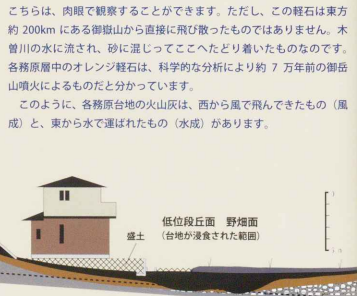 こちらは、肉眼で観察することができます。ただし、この軽石は東方
約200kmにある御嶽山から直接に飛び散ったものではありません。木
曽川の水に流され、砂に混じってここへたどり着いたものなのです。
各務原層中のオレンジ軽石は、科学的な分析により約 7 万年前の御岳
山噴火によるものだと分かっています。
このように、各務原台地の火山灰は、西から風で飛んできたもの（風
成）と、東から水で運ばれたもの（水成）があります。
低位段丘面 野畑面
盛土
（台地が浸食された範囲）